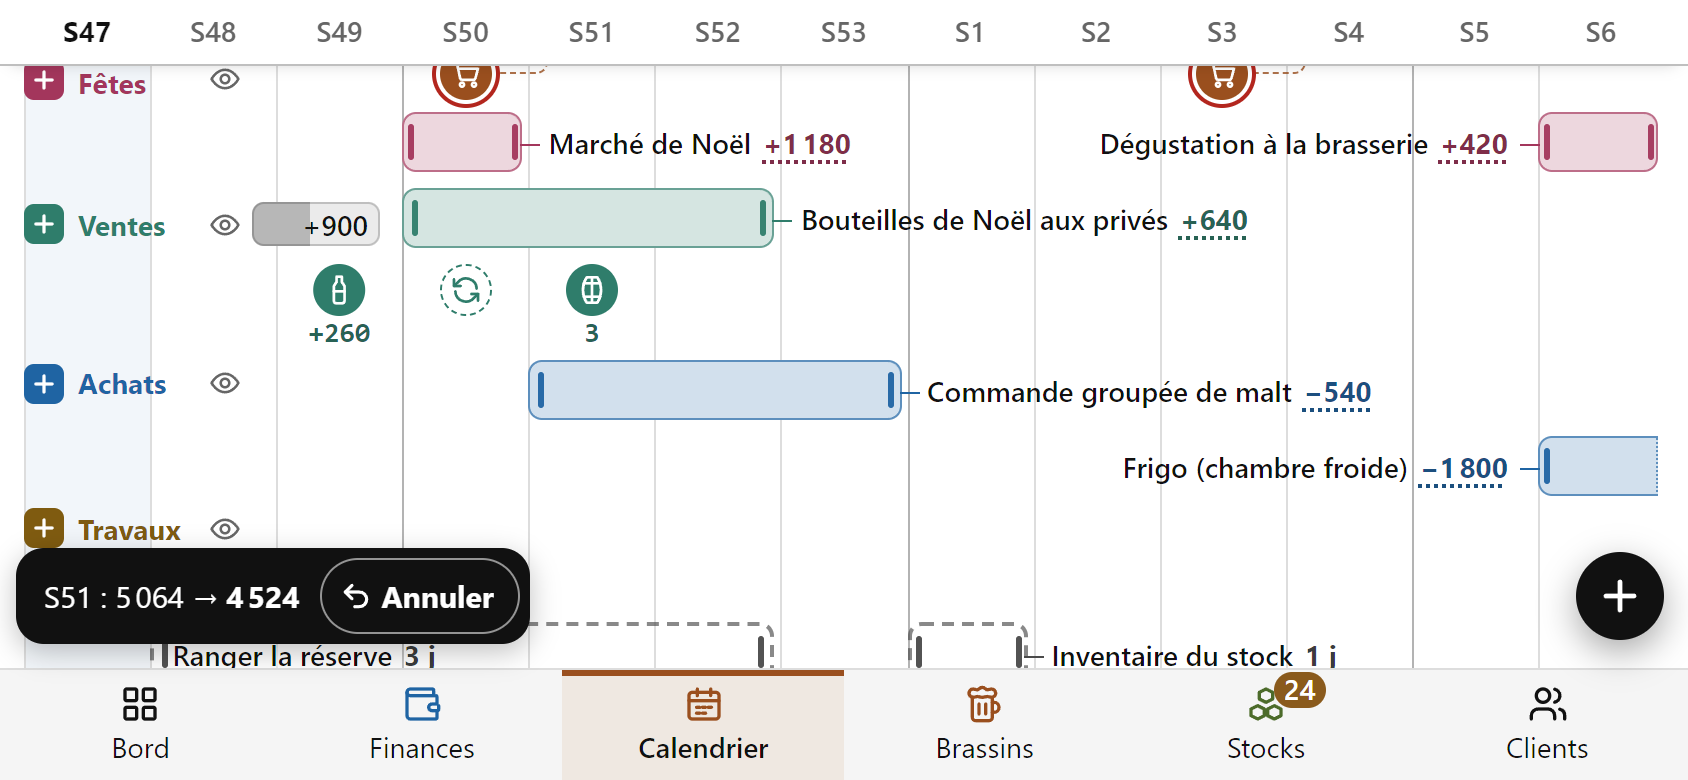 S47 S48 S49 S50 S51 S52 S53 S1 S2 S3 S4 S5 S6
Fêtes
Marché de Noël +1 180
Dégustation à la brasserie +420
Ventes
+900
Bouteilles de Noël aux privés +640
+260
3
Achats
Commande groupée de malt −540
Frigo (chambre froide) −1 800
Travaux
S51 : 5 064 → 4 524 Annuler
Ranger la réserve 3 j
Inventaire du stock 1 j
24
Bord Finances Calendrier Brassins Stocks Clients